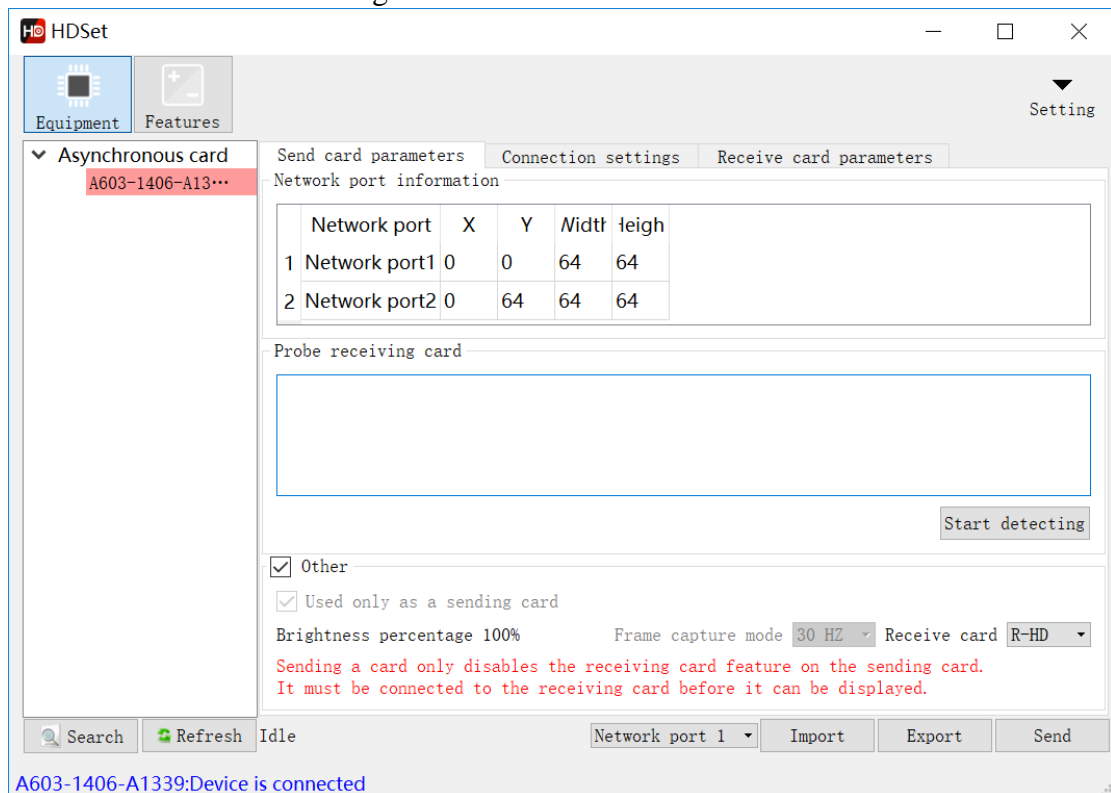 HD HDSet
Equipment Features Setting
Asynchronous card
A603-1406-A13···
Send card parameters Connection settings Receive card parameters
Network port information
Network port X Y Width Heigh
1 Network port1 0 0 64 64
2 Network port2 0 64 64 64
Probe receiving card
Start detecting
Other
Used only as a sending card
Brightness percentage 100% Frame capture mode 30 HZ Receive card R-HD
Sending a card only disables the receiving card feature on the sending card.
It must be connected to the receiving card before it can be displayed.
Search Refresh Idle Network port 1 Import Export Send
A603-1406-A1339:Device is connected